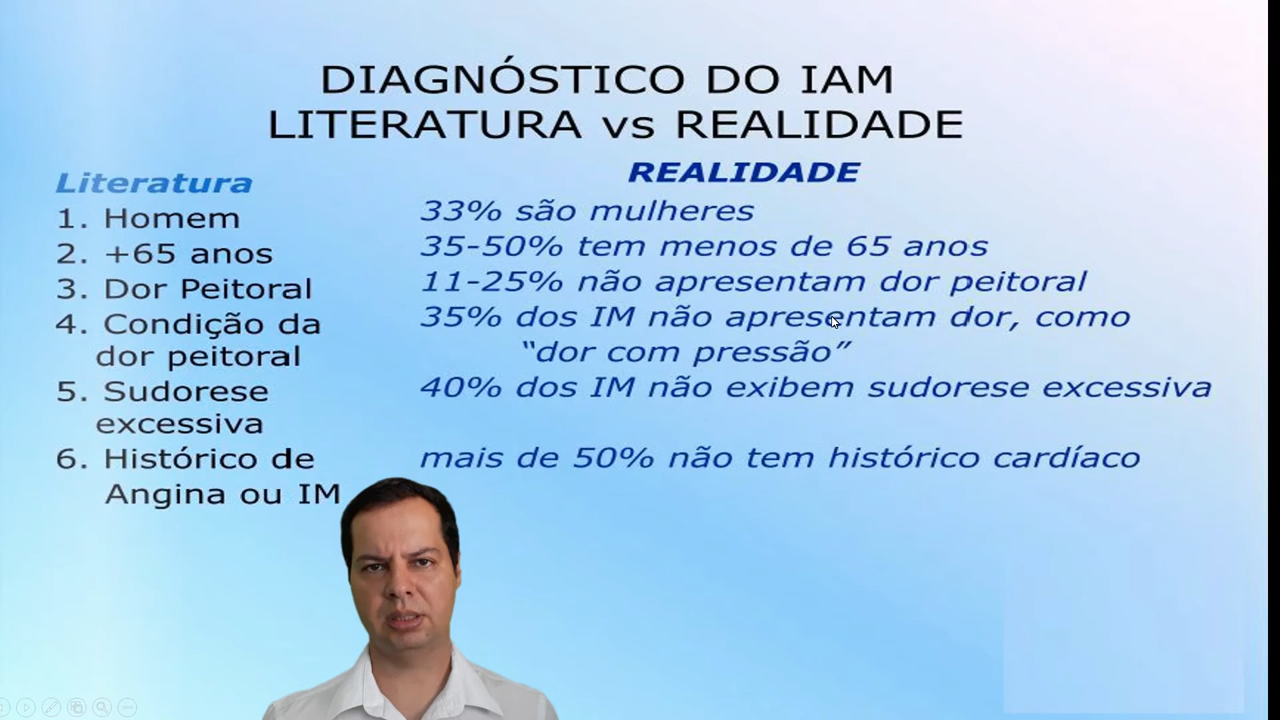 DIAGNÓSTICO DO IAM
LITERATURA vs REALIDADE
Literatura
1. Homem
2. +65 anos
3. Dor Peitoral
4. Condição da
dor peitoral
5. Sudorese
excessiva
6. Histórico de
Angina ou IM
REALIDADE
33% são mulheres
35-50% tem menos de 65 anos
11-25% não apresentam dor peitoral
35% dos IM não apresentam dor, como
“dor com pressão”
40% dos IM não exibem sudorese excessiva
mais de 50% não tem histórico cardíaco